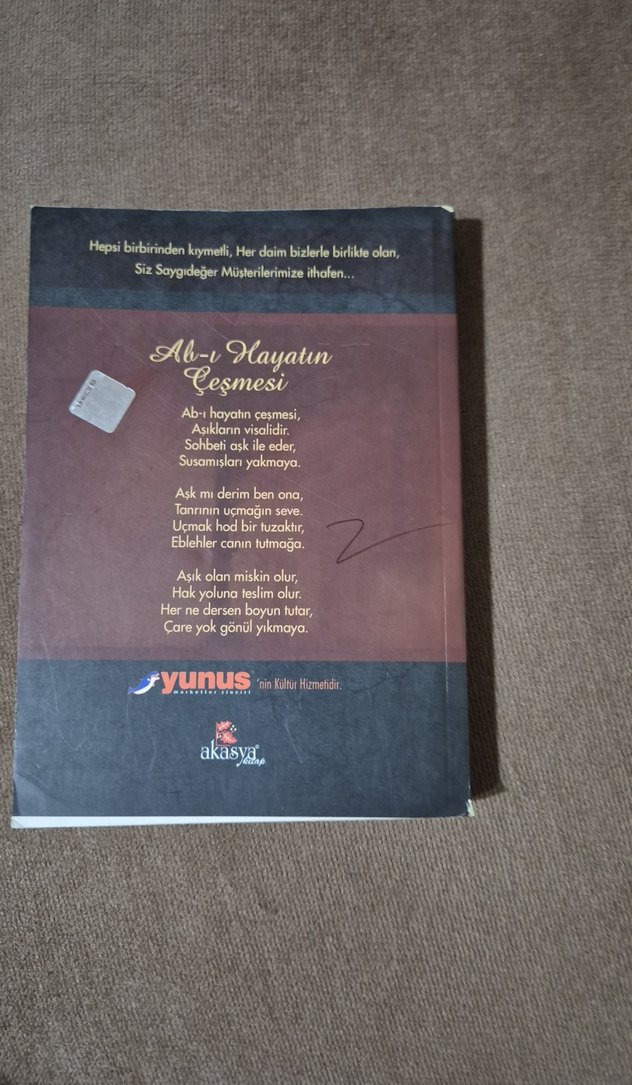 Hepsi birbirinden kıymetli, Her daim bizlerle birlikte olan,
Siz Saygıdeğer Müşterilerimize ithafen...
Ab-ı Hayatın
Çeşmesi
Ab-ı hayatın çeşmesi,
Aşıkların visalidir.
Sohbeti aşk ile eder,
Susamışları yakmaya.
Aşk mı derim ben ona,
Tanrının uçmağın seve.
Uçmak hod bir tuzaktır,
Eblehler canın tutmağa.
Aşık olan miskin olur,
Hak yoluna teslim olur.
Her ne dersen boyun tutar,
Çare yok gönül yıkmaya.
yunus 'nin Kültür Hizmetidir.
marketler zinciri
akasya
kitap